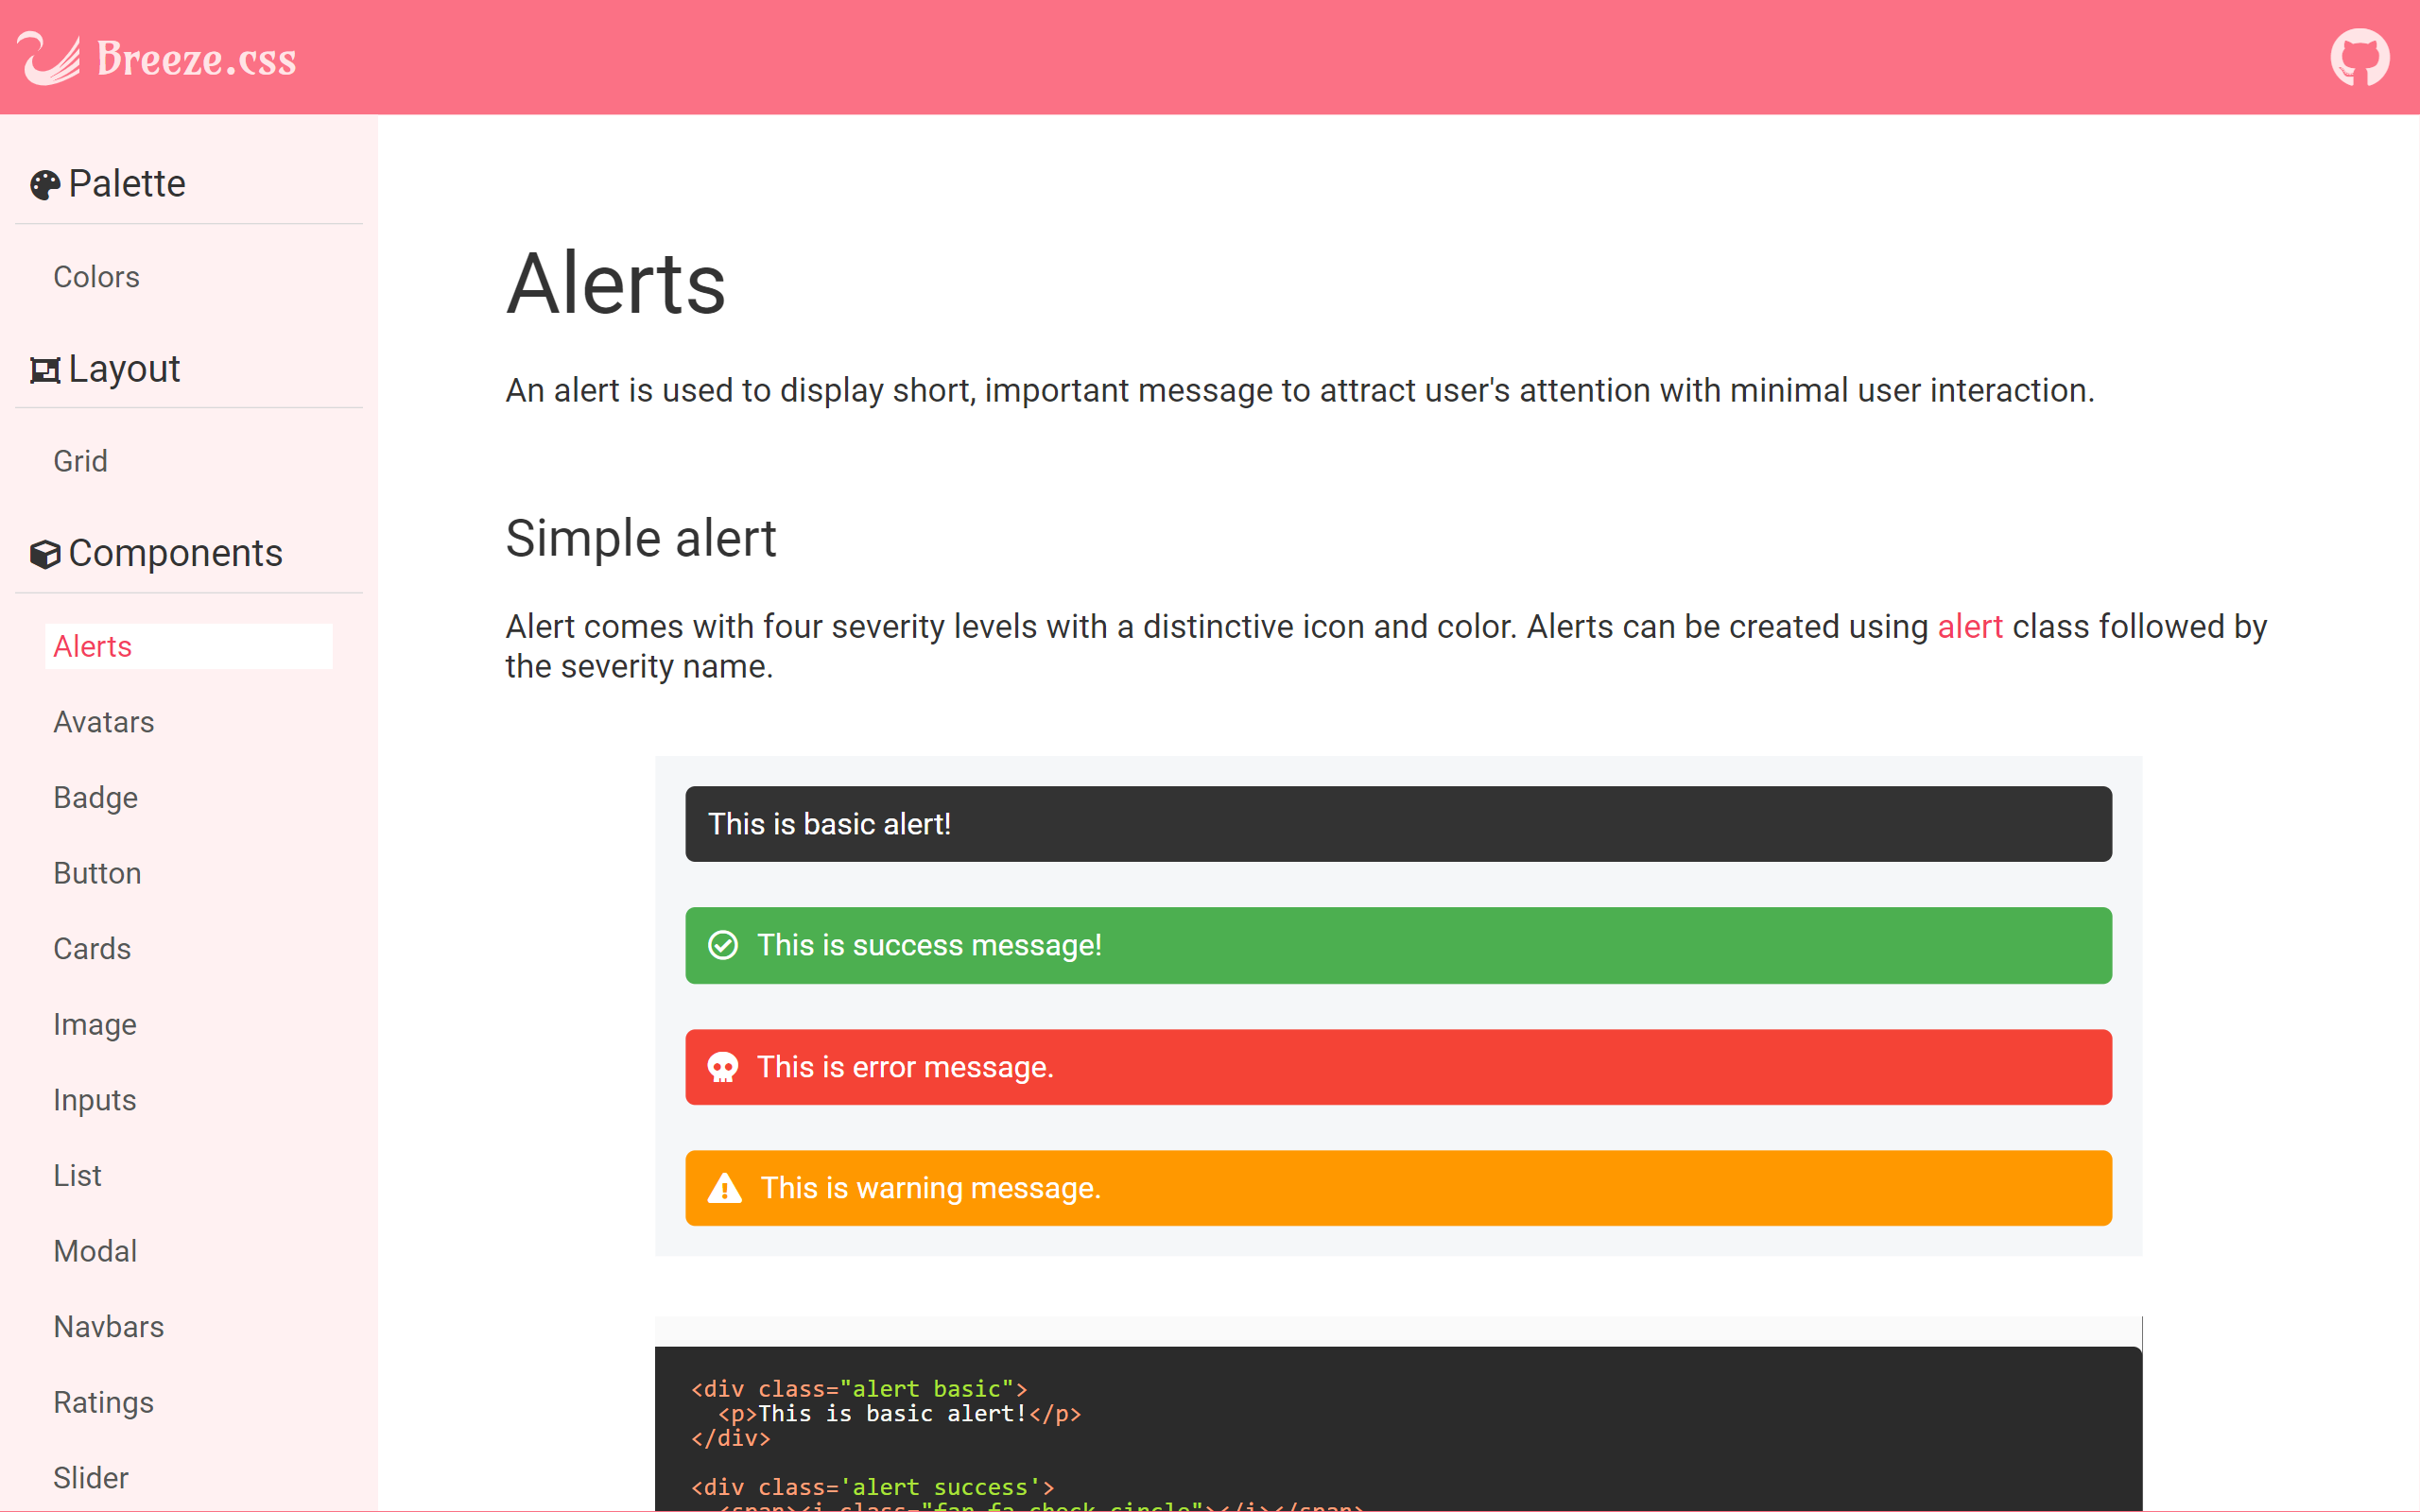 Breeze.css
Palette
Colors
Layout
Grid
Components
Alerts
Avatars
Badge
Button
Cards
Image
Inputs
List
Modal
Navbars
Ratings
Slider
Alerts
An alert is used to display short, important message to attract user's attention with minimal user interaction.
Simple alert
Alert comes with four severity levels with a distinctive icon and color. Alerts can be created using alert class followed by
the severity name.
This is basic alert!
This is success message!
This is error message.
This is warning message.
<div class="alert basic">
  <p>This is basic alert!</p>
</div>
<div class='alert success'>